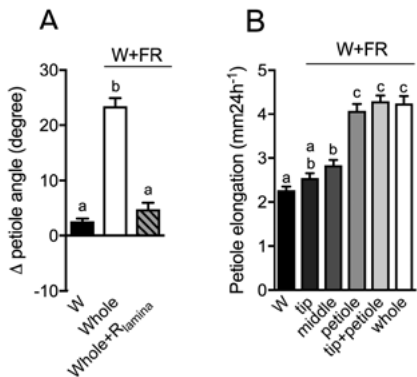 A
W+FR
Δ petiole angle (degree)
30
20
10
0
-10
a
b
a
W
Whole
Whole+Rlamina
B
W+FR
Petiole elongation (mm24h-1)
5
4
3
2
1
0
a
a
b
b
c
c
c
W
tip
middle
petiole
tip+petiole
whole